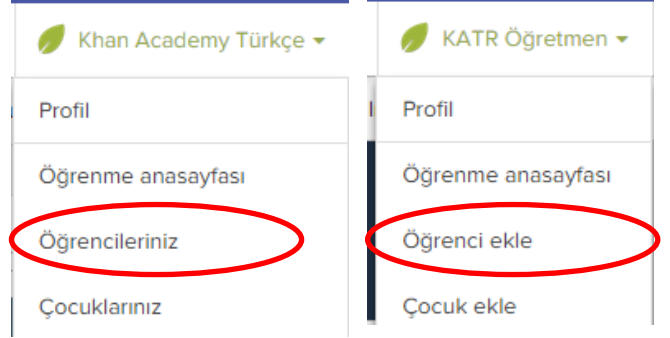 Khan Academy Türkçe
Profil
Öğrenme anasayfası
Öğrencileriniz
Çocuklarınız
KATR Öğretmen
Profil
Öğrenme anasayfası
Öğrenci ekle
Çocuk ekle